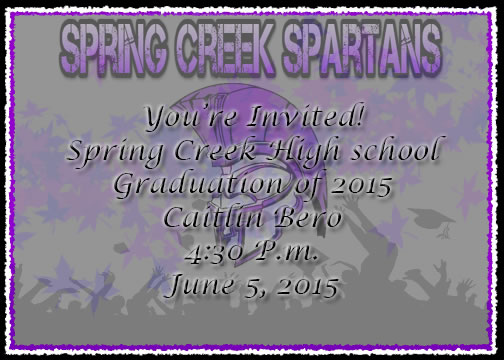 SPRING CREEK SPARTANS
You're Invited!
Spring Creek High school
Graduation of 2015
Caitlin Bero
4:30 P.m.
June 5, 2015